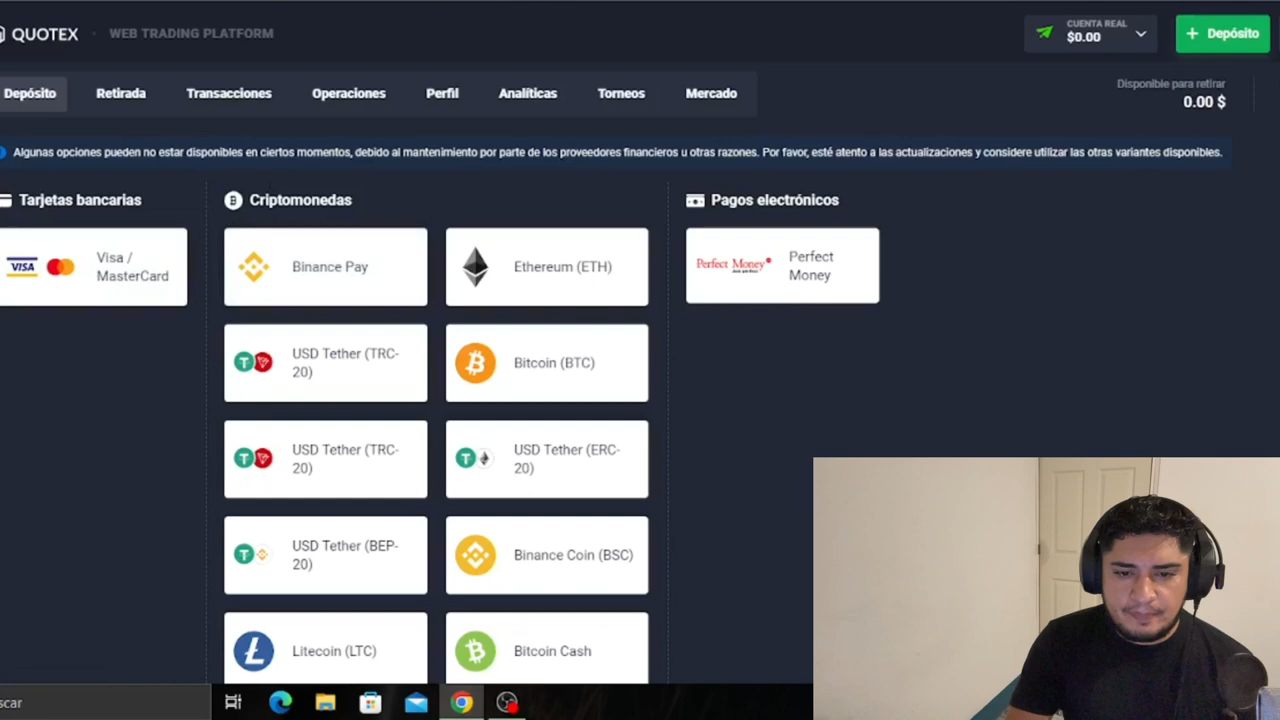 QUOTEX WEB TRADING PLATFORM
CUENTA REAL
$0.00
+ Depósito
Depósito Retirada Transacciones Operaciones Perfil Analíticas Torneos Mercado
Disponible para retirar
0.00 $
Algunas opciones pueden no estar disponibles en ciertos momentos, debido al mantenimiento por parte de los proveedores financieros u otras razones. Por favor, esté atento a las actualizaciones y considere utilizar las otras variantes disponibles.
Tarjetas bancarias
VISA
Visa /
MasterCard
Criptomonedas
Binance Pay
Ethereum (ETH)
USD Tether (TRC-
20)
Bitcoin (BTC)
USD Tether (TRC-
20)
USD Tether (ERC-
20)
USD Tether (BEP-
20)
Binance Coin (BSC)
Litecoin (LTC)
Bitcoin Cash
Pagos electrónicos
Perfect Money
Perfect
Money
scar